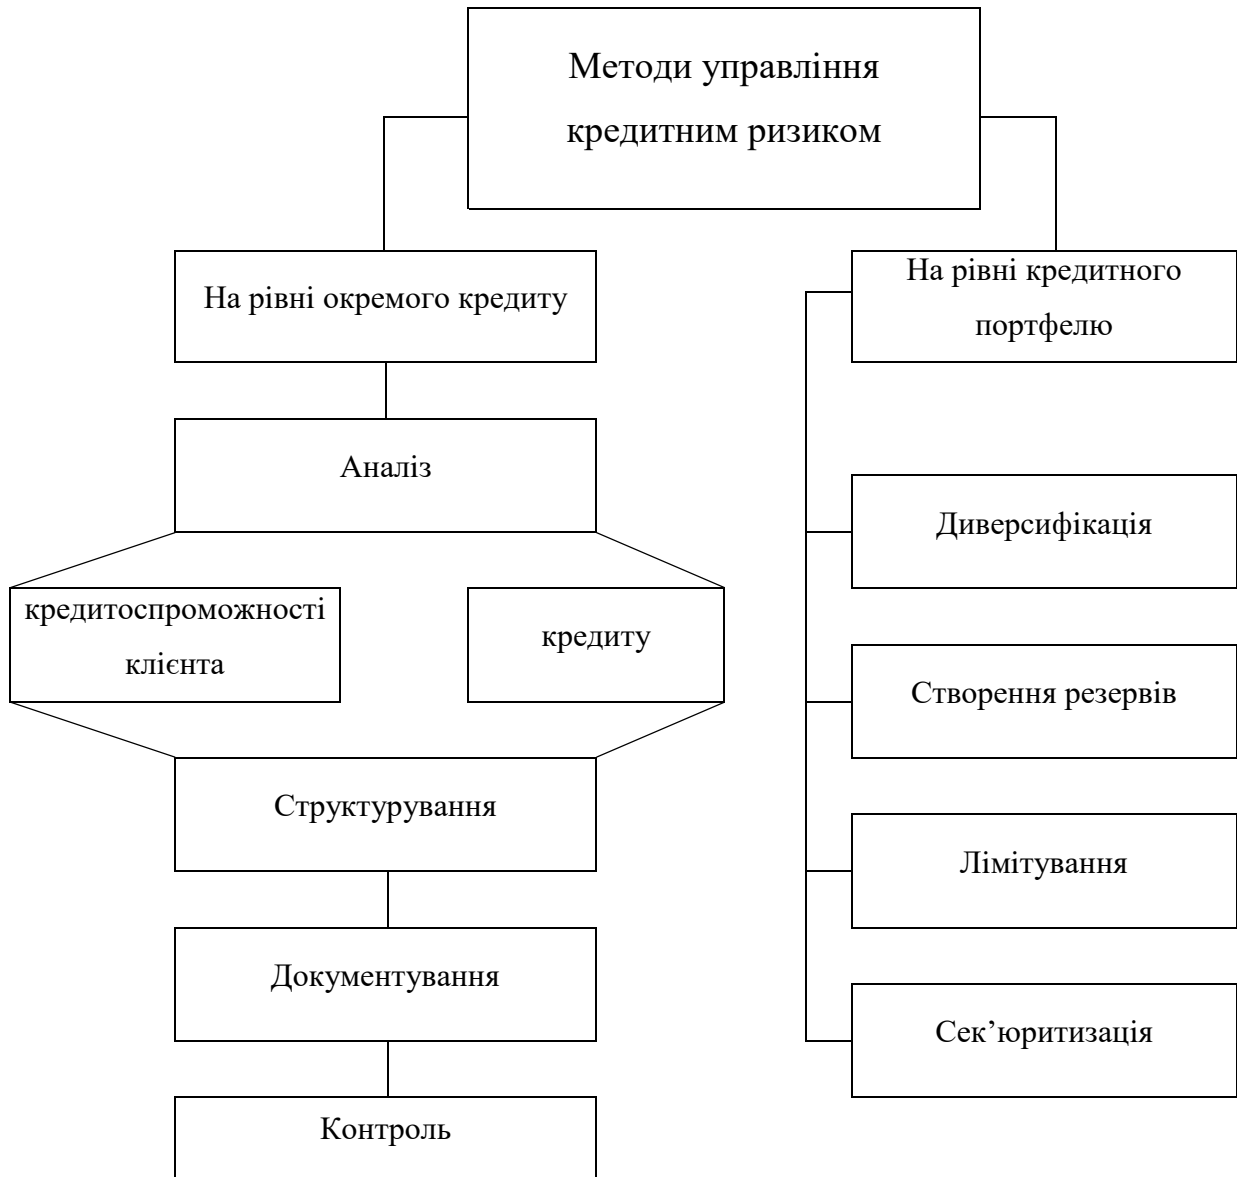 Методи управління
кредитним ризиком
На рівні окремого кредиту
На рівні кредитного
портфелю
Аналіз
Диверсифікація
кредитоспроможності
клієнта
кредиту
Створення резервів
Структурування
Лімітування
Документування
Сек’юритизація
Контроль